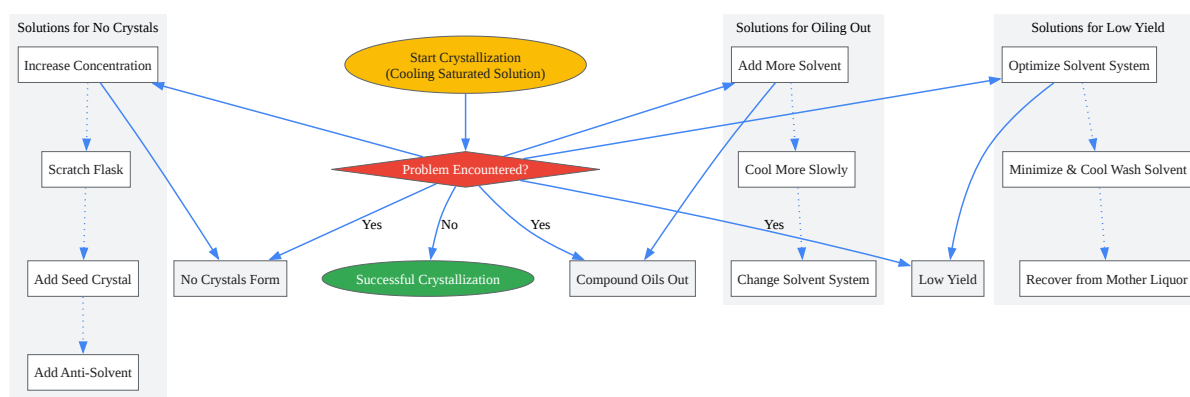 Solutions for No Crystals
Solutions for Oiling Out
Solutions for Low Yield
Increase Concentration
Start Crystallization
(Cooling Saturated Solution)
Add More Solvent
Optimize Solvent System
Scratch Flask
Problem Encountered?
Cool More Slowly
Minimize & Cool Wash Solvent
Yes
No
Yes
Yes
Add Seed Crystal
No Crystals Form
Successful Crystallization
Compound Oils Out
Change Solvent System
Low Yield
Recover from Mother Liquor
Add Anti-Solvent